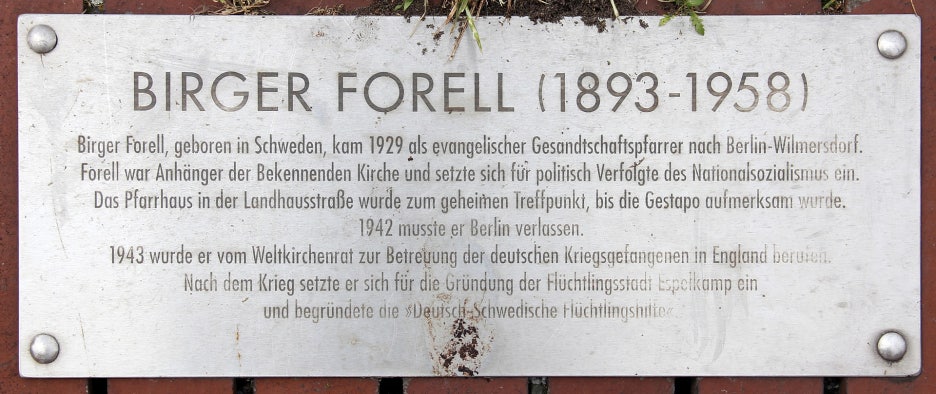 BIRGER FORELL (1893-1958)
Birger Forell, geboren in Schweden, kam 1929 als evangelischer Gesandtschaftspfarrer nach Berlin-Wilmersdorf.
Forell war Anhänger der Bekennenden Kirche und setzte sich für politisch Verfolgte des Nationalsozialismus ein.
Das Pfarrhaus in der Landhausstraße wurde zum geheimen Treffpunkt, bis die Gestapo aufmerksam wurde.
1942 musste er Berlin verlassen.
1943 wurde er vom Weltkirchenrat zur Betreuung der deutschen Kriegsgefangenen in England berufen.
Nach dem Krieg setzte er sich für die Gründung der Flüchtlingsstadt Espelkamp ein
und begründete die »Deutsch-Schwedische Flüchtlingshilfe«.